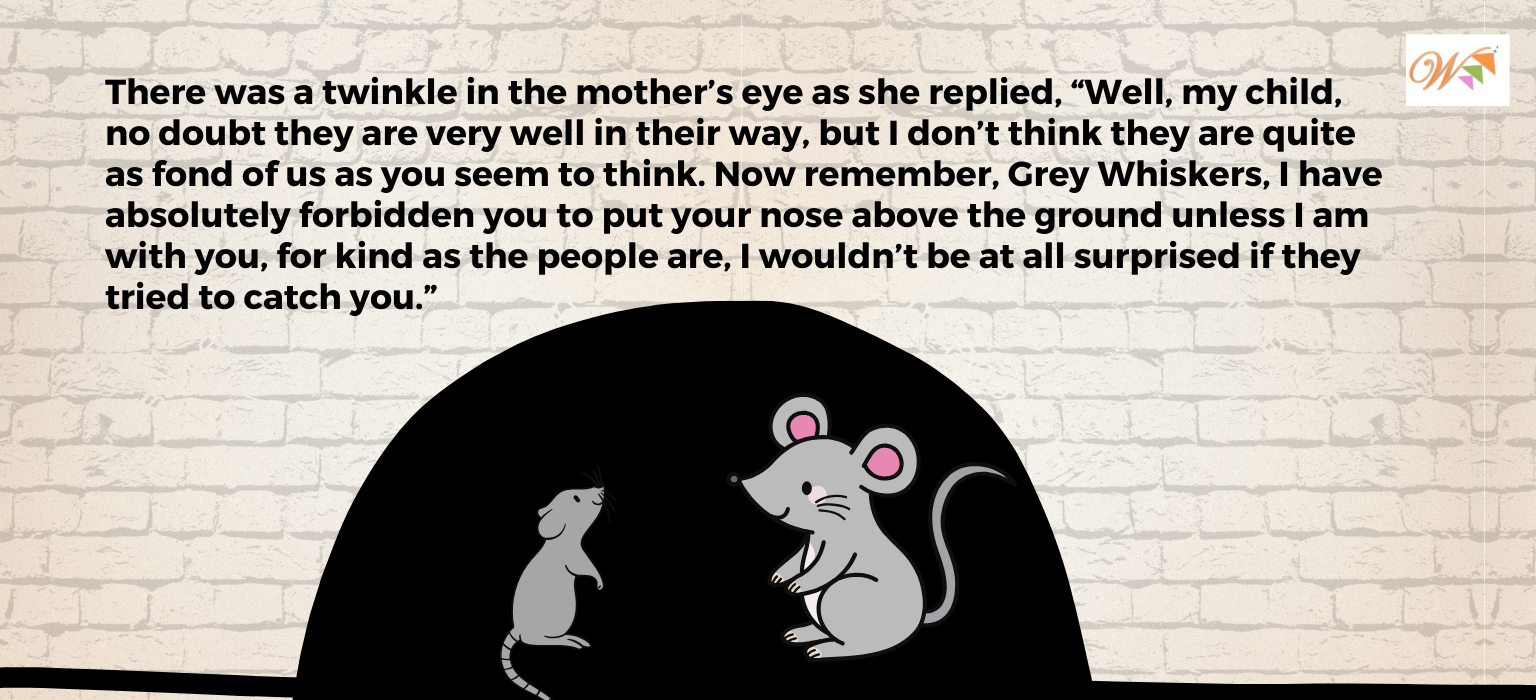 There was a twinkle in the mother’s eye as she replied, “Well, my child,
no doubt they are very well in their way, but I don’t think they are quite
as fond of us as you seem to think. Now remember, Grey Whiskers, I have
absolutely forbidden you to put your nose above the ground unless I am
with you, for kind as the people are, I wouldn’t be at all surprised if they
tried to catch you.”
W